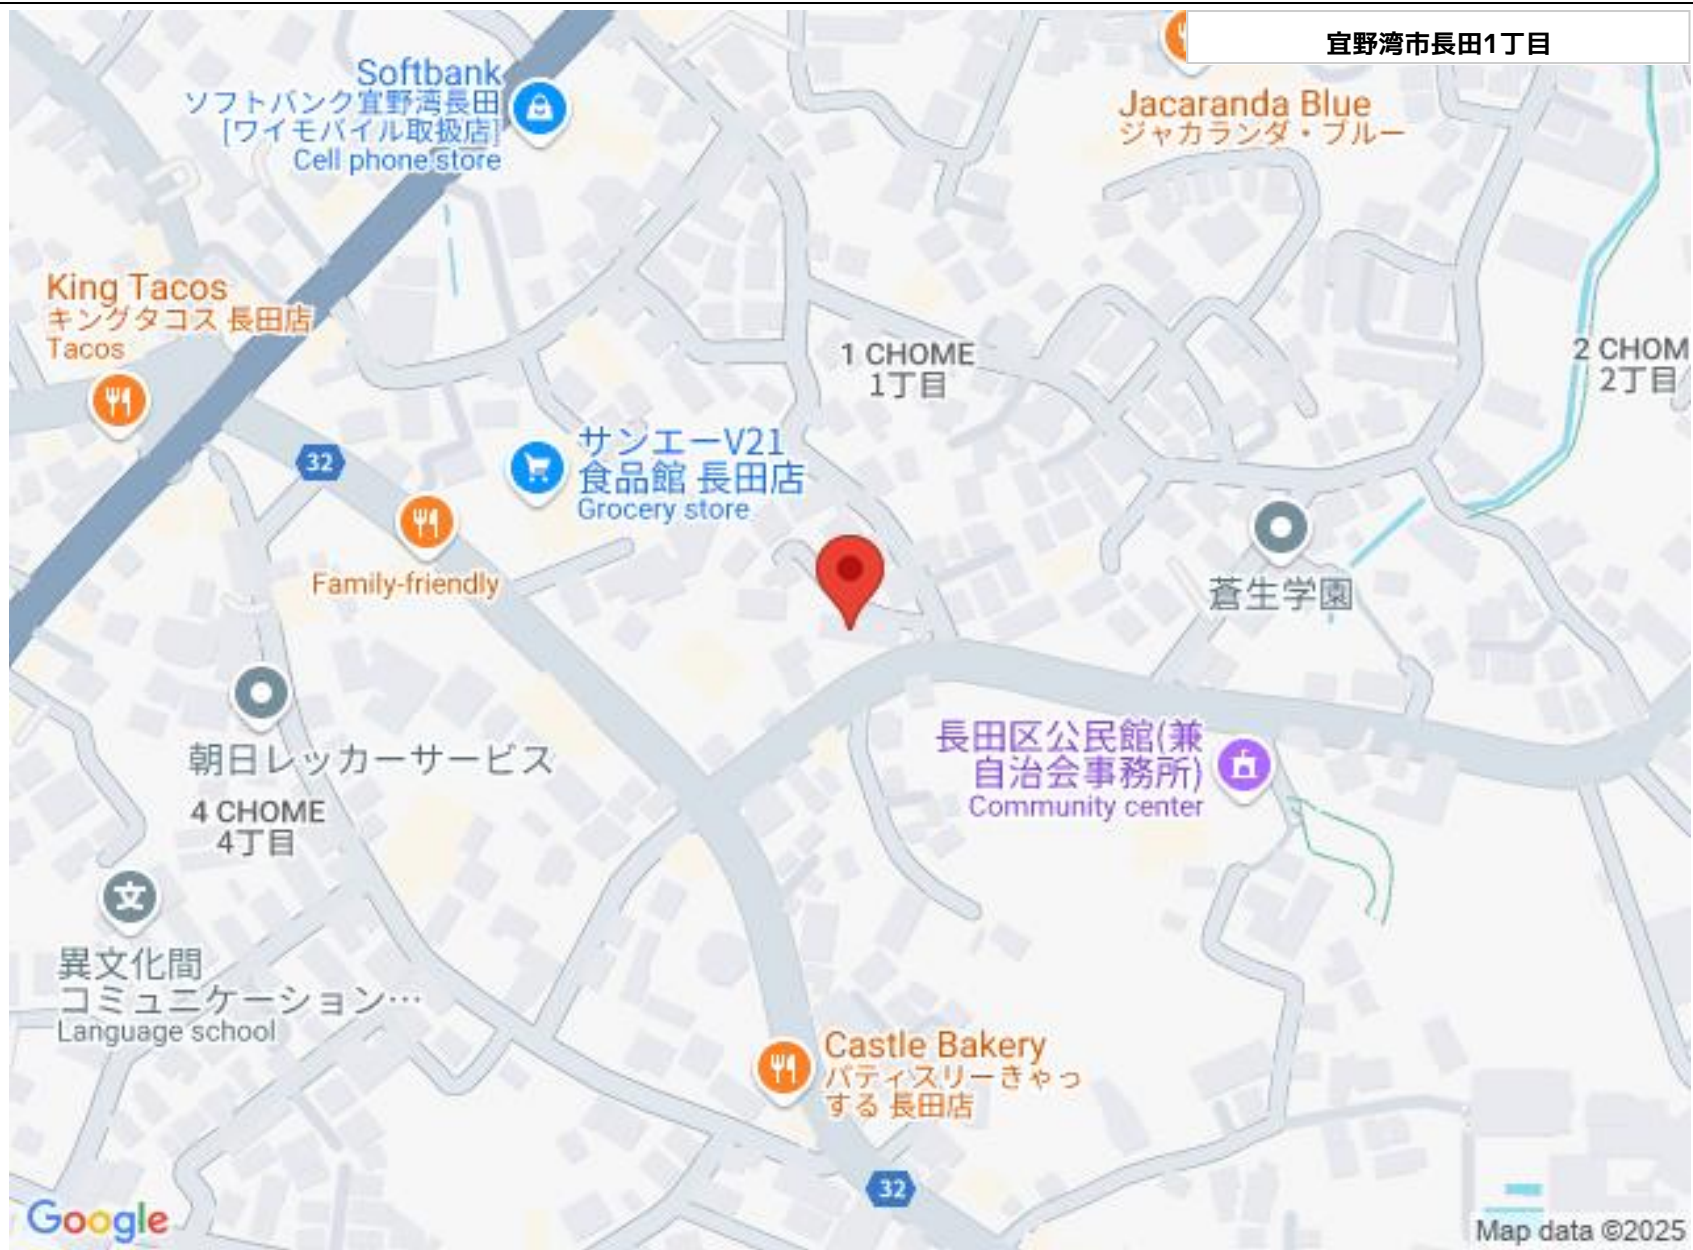 宜野湾市長田1丁目
Softbank
ソフトバンク宜野湾長田
[ワイモバイル取扱店]
Cell phone store
Jacaranda Blue
ジャカランダ・ブルー
King Tacos
キングタコス 長田店
Tacos
1 CHOME
1丁目
2 CHOM
2丁目
32
サンエーV21
食品館 長田店
Grocery store
Family-friendly
蒼生学園
朝日レッカーサービス
長田区公民館(兼
自治会事務所)
Community center
4 CHOME
4丁目
文
異文化間
コミュニケーション…
Language school
Castle Bakery
パティスリーきゃっ
する 長田店
32
Google
Map data ©2025